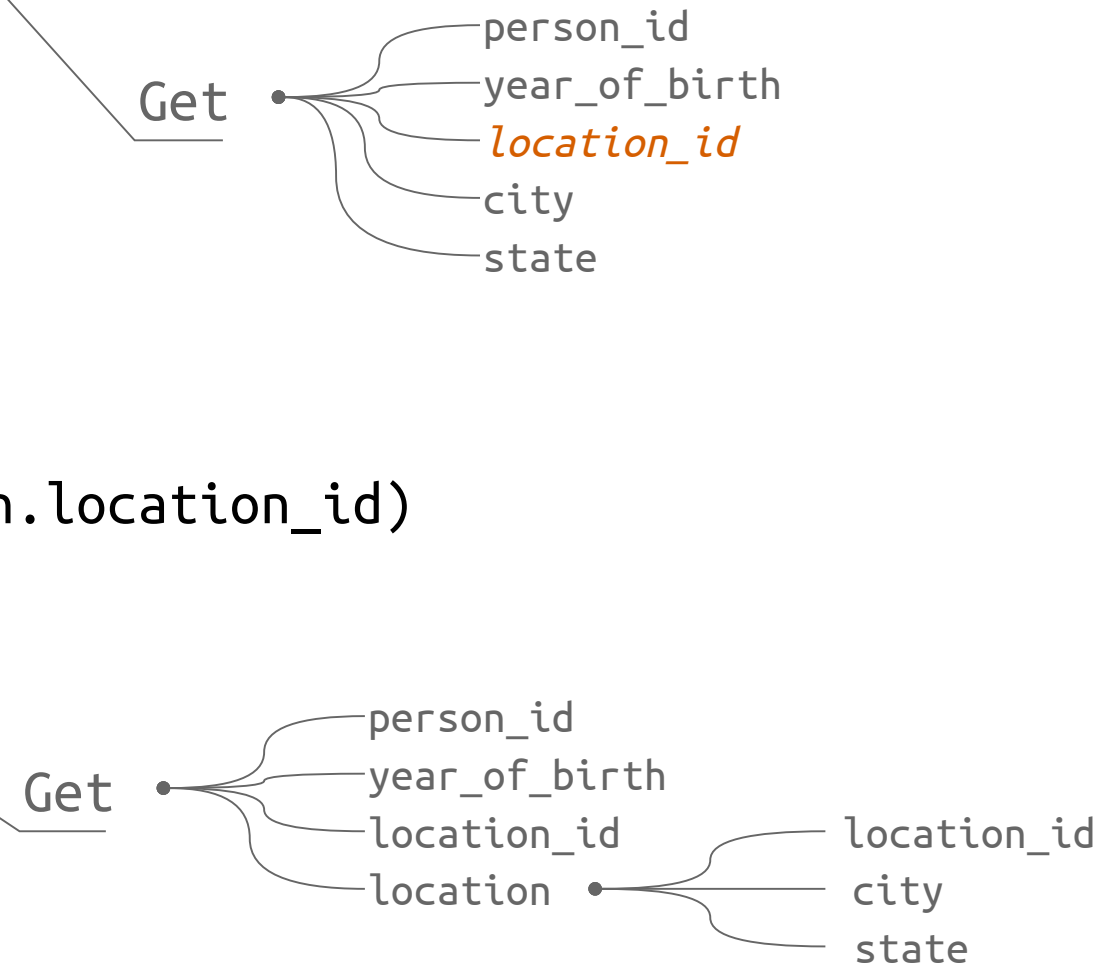 person_id
year_of_birth
Get
location_id
city
state
n.location_id)
person_id
year_of_birth
Get
location_id
location
location_id
city
state